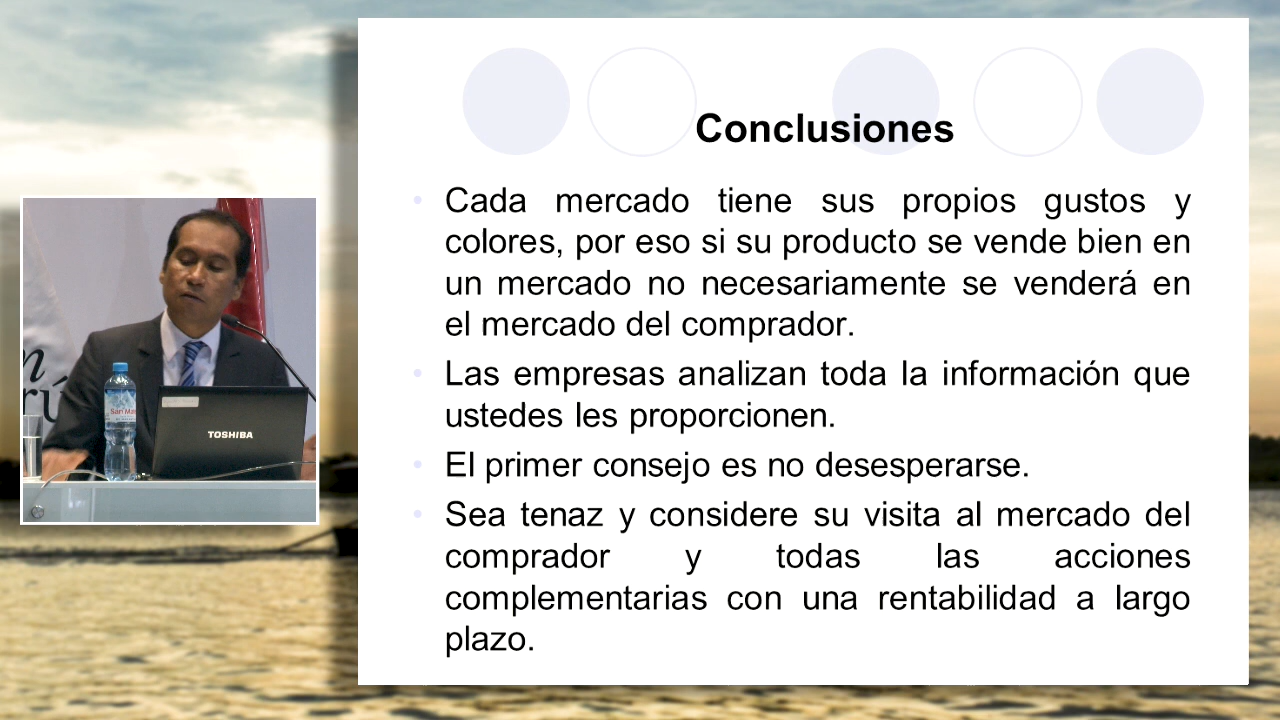 Conclusiones
Cada mercado tiene sus propios gustos y
colores, por eso si su producto se vende bien en
un mercado no necesariamente se venderá en
el mercado del comprador.
Las empresas analizan toda la información que
ustedes les proporcionen.
El primer consejo es no desesperarse.
Sea tenaz y considere su visita al mercado del
comprador y todas las acciones
complementarias con una rentabilidad a largo
plazo.
TOSHIBA